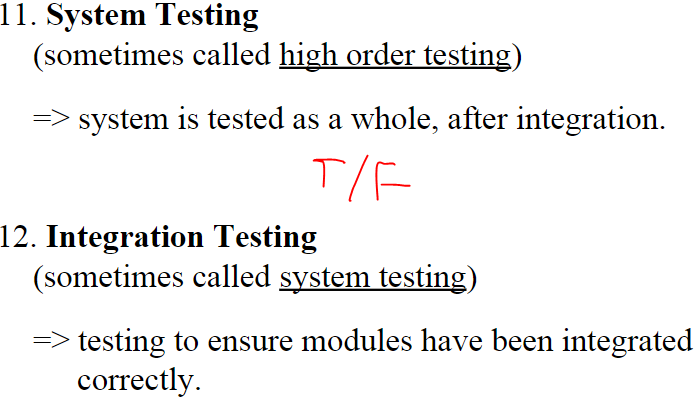 11. System Testing
(sometimes called high order testing)
=> system is tested as a whole, after integration.
T/F
12. Integration Testing
(sometimes called system testing)
=> testing to ensure modules have been integrated
correctly.